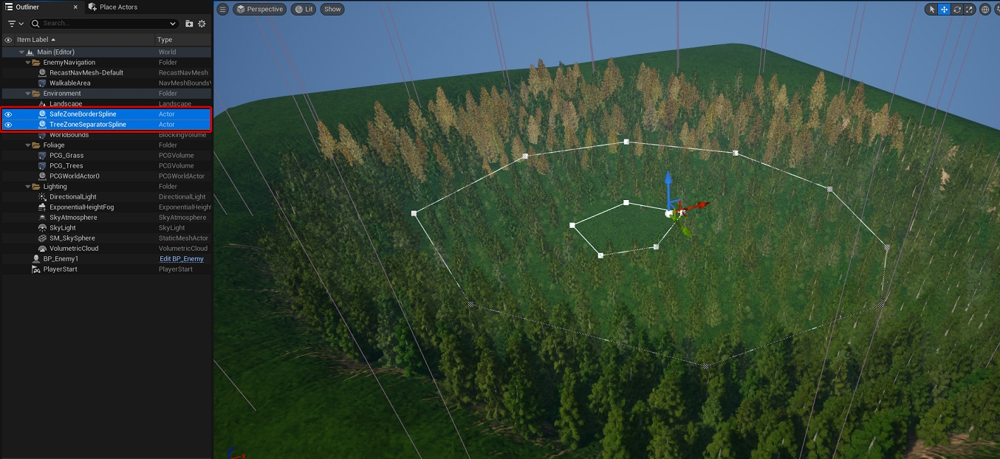 Outliner
Place Actors
Search...
Item Label Type
Main (Editor) World
EnemyNavigation Folder
RecastNavMesh-Default RecastNavMesh
WalkableArea NavMeshBoundsV
Environment Folder
Landscape Landscape
SafeZoneBorderSpline Actor
TreeZoneSeparatorSpline Actor
WorldBounds BlockingVolume
Foliage Folder
PCG_Grass PCGVolume
PCG_Trees PCGVolume
PCGWorldActor0 PCGWorldActor
Lighting Folder
DirectionalLight DirectionalLight
ExponentialHeightFog ExponentialHeight
SkyAtmosphere SkyAtmosphere
SkyLight SkyLight
SM_SkySphere StaticMeshActor
VolumetricCloud VolumetricCloud
BP_Enemy1 Edit BP_Enemy
PlayerStart PlayerStart
Perspective Lit Show
X